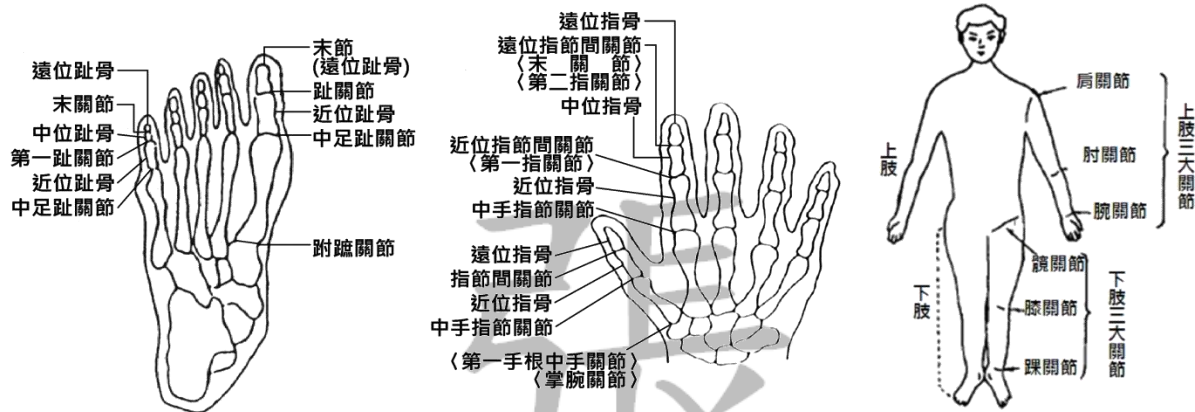 遠位趾骨
末關節
中位趾骨
第一趾關節
近位趾骨
中足趾關節
末節
(遠位趾骨)
趾關節
近位趾骨
中足趾關節
跗蹠關節
遠位指骨
遠位指節間關節
〈末關節〉
〈第二指關節〉
中位指骨
近位指節間關節
〈第一指關節〉
近位指骨
中手指節關節
遠位指骨
指節間關節
近位指骨
中手指節關節
〈第一手根中手關節〉
〈掌腕關節〉
上肢
下肢
肩關節
肘關節
腕關節
上肢三大關節
髖關節
膝關節
踝關節
下肢三大關節